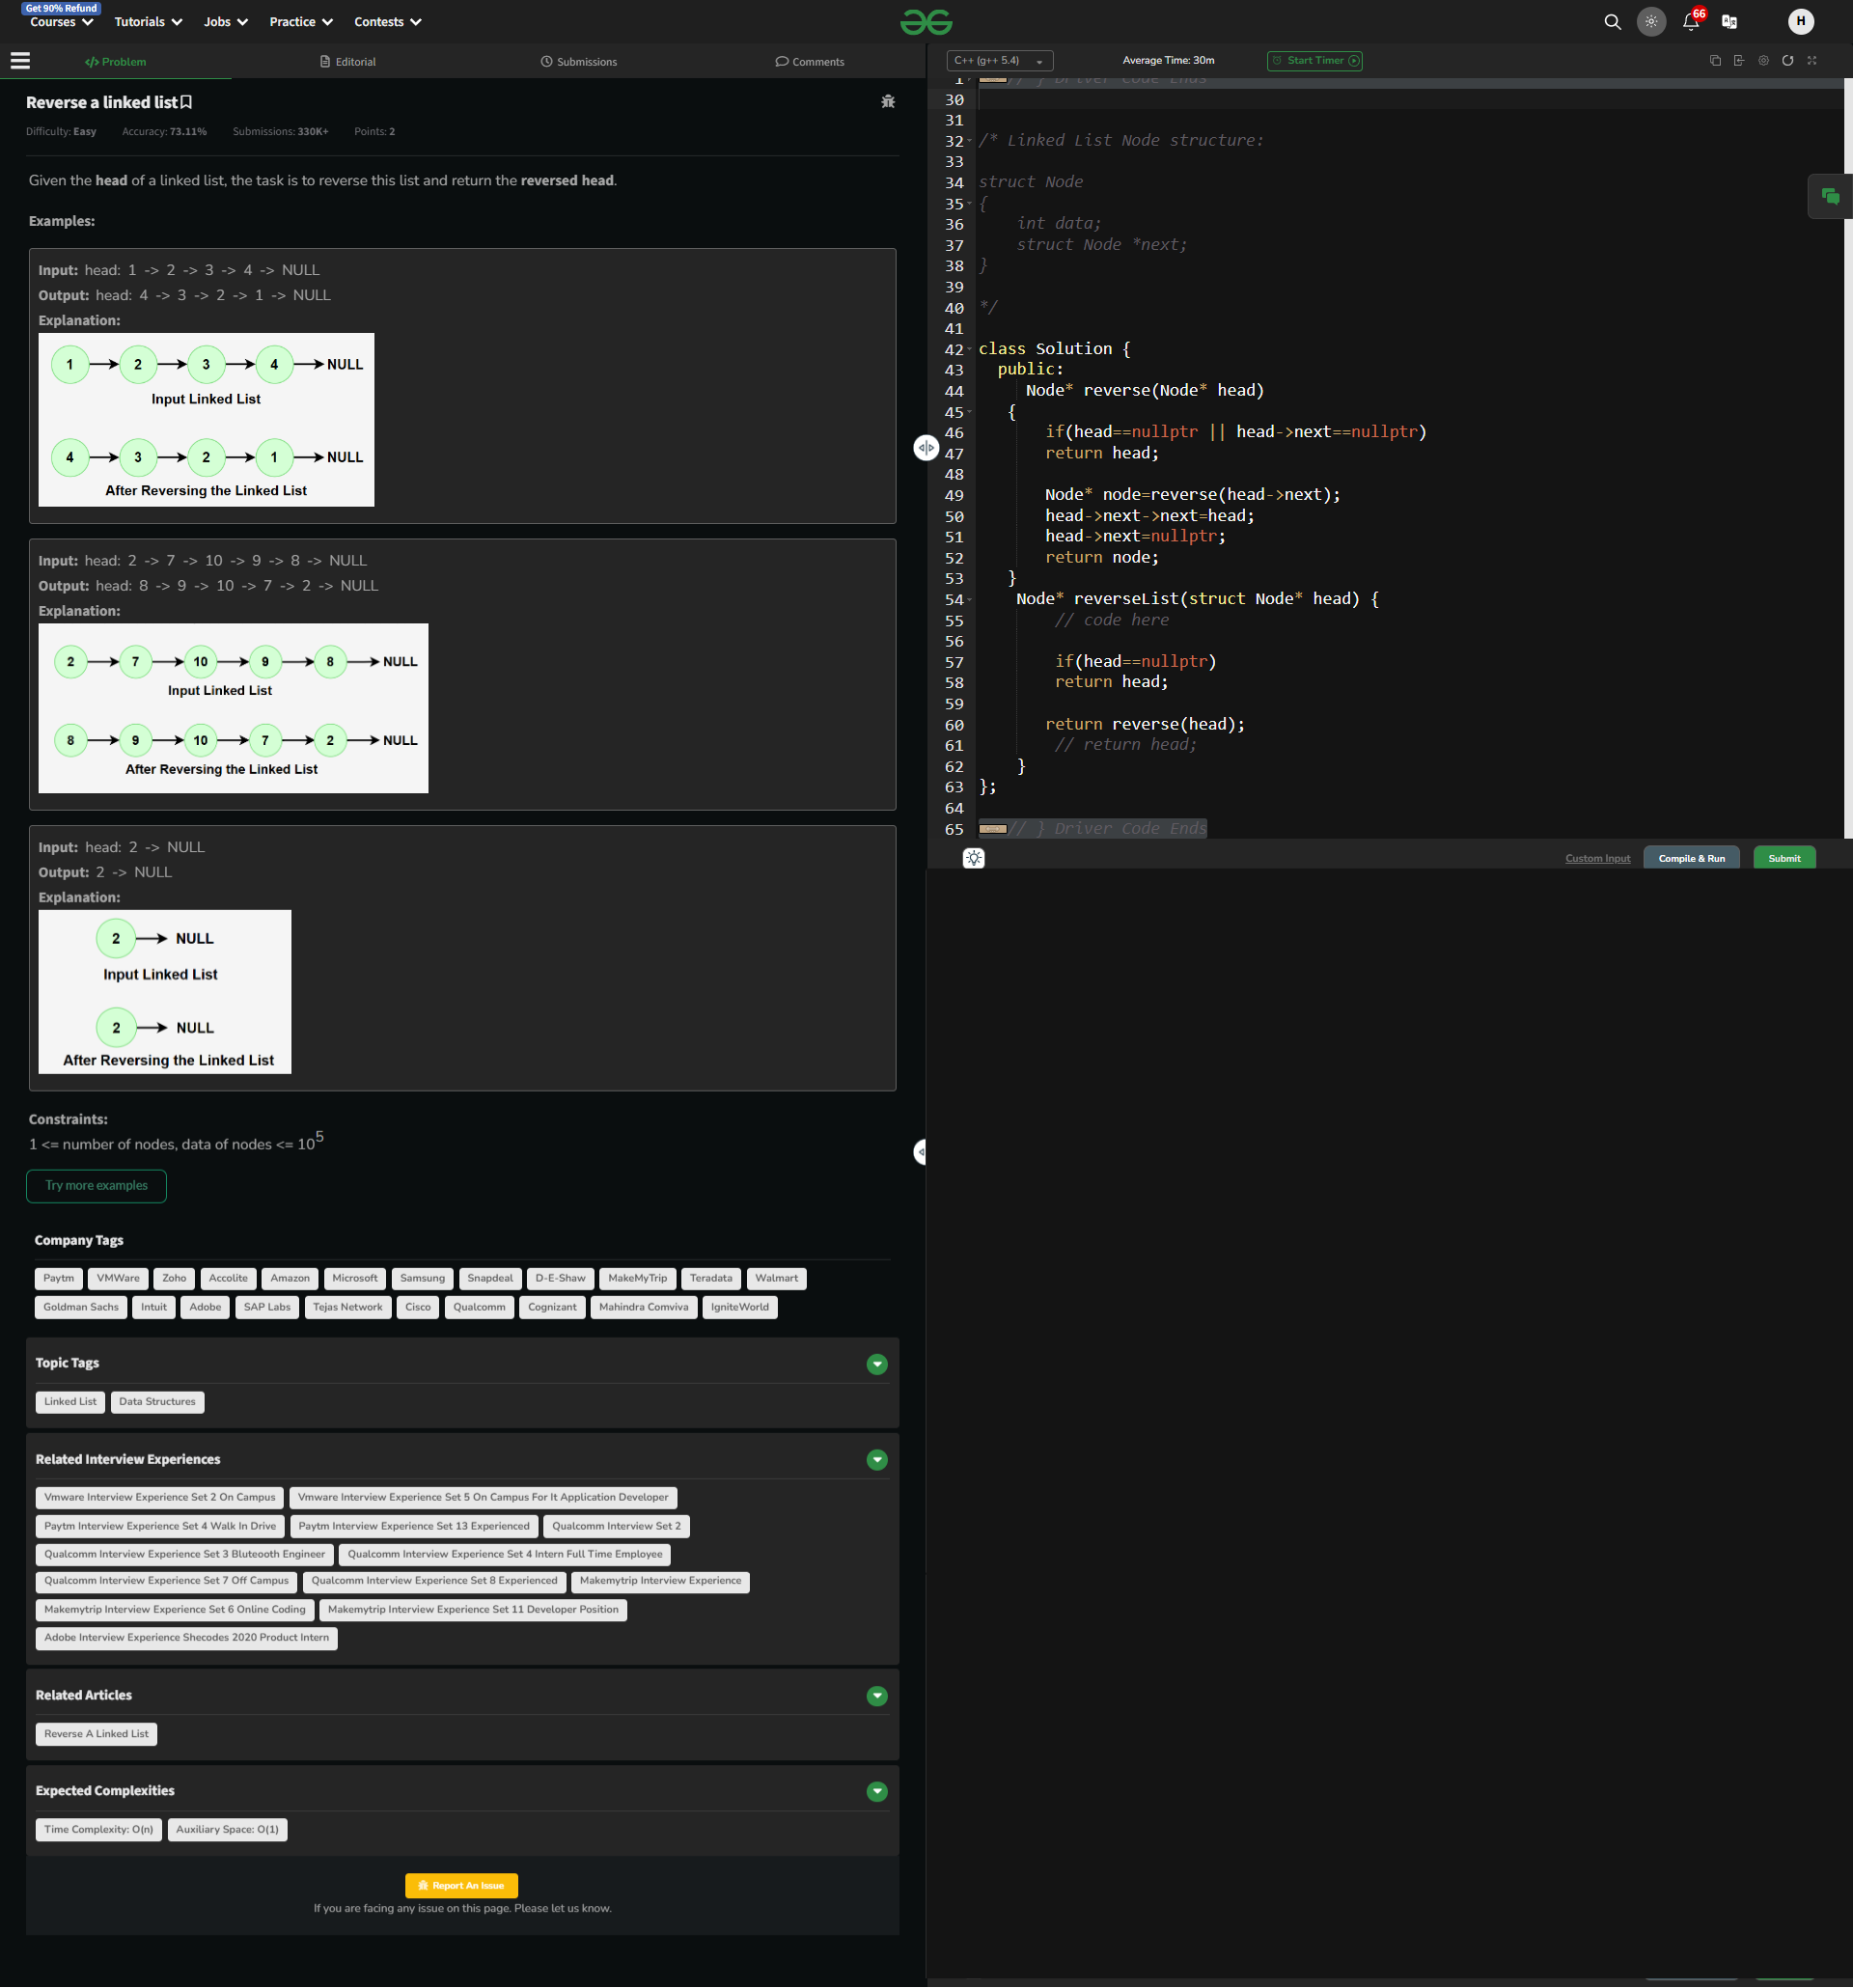 Get 90% Refund
Courses Tutorials Jobs Practice Contests
66
H
</> Problem Editorial Submissions Comments
Reverse a linked list
Difficulty: Easy Accuracy: 73.11% Submissions: 330K+ Points: 2
Given the head of a linked list, the task is to reverse this list and return the reversed head.
Examples:
Input: head: 1 -> 2 -> 3 -> 4 -> NULL
Output: head: 4 -> 3 -> 2 -> 1 -> NULL
Explanation:
1 2 3 4 NULL
Input Linked List
4 3 2 1 NULL
After Reversing the Linked List
Input: head: 2 -> 7 -> 10 -> 9 -> 8 -> NULL
Output: head: 8 -> 9 -> 10 -> 7 -> 2 -> NULL
Explanation:
2 7 10 9 8 NULL
Input Linked List
8 9 10 7 2 NULL
After Reversing the Linked List
Input: head: 2 -> NULL
Output: 2 -> NULL
Explanation:
2 NULL
Input Linked List
2 NULL
After Reversing the Linked List
Constraints:
1 <= number of nodes, data of nodes <= 10^5
Try more examples
Company Tags
Paytm VMWare Zoho Accolite Amazon Microsoft Samsung Snapdeal D-E-Shaw MakeMyTrip Teradata Walmart
Goldman Sachs Intuit Adobe SAP Labs Tejas Network Cisco Qualcomm Cognizant Mahindra Comviva IgniteWorld
Topic Tags
Linked List Data Structures
Related Interview Experiences
Vmware Interview Experience Set 2 On Campus Vmware Interview Experience Set 5 On Campus For It Application Developer
Paytm Interview Experience Set 4 Walk In Drive Paytm Interview Experience Set 13 Experienced Qualcomm Interview Set 2
Qualcomm Interview Experience Set 3 Bluteooth Engineer Qualcomm Interview Experience Set 4 Intern Full Time Employee
Qualcomm Interview Experience Set 7 Off Campus Qualcomm Interview Experience Set 8 Experienced Makemytrip Interview Experience
Makemytrip Interview Experience Set 6 Online Coding Makemytrip Interview Experience Set 11 Developer Position
Adobe Interview Experience Shecodes 2020 Product Intern
Related Articles
Reverse A Linked List
Expected Complexities
Time Complexity: O(n) Auxiliary Space: O(1)
Report An Issue
If you are facing any issue on this page. Please let us know.
C++ (g++ 5.4) Average Time: 30m Start Timer
1 // } Driver Code Ends
30
31
32 /* Linked List Node structure:
33
34 struct Node
35 {
36 int data;
37 struct Node *next;
38 }
39
40 */
41
42 class Solution {
43 public:
44 Node* reverse(Node* head)
45 {
46 if(head==nullptr || head->next==nullptr)
47 return head;
48
49 Node* node=reverse(head->next);
50 head->next->next=head;
51 head->next=nullptr;
52 return node;
53 }
54 Node* reverseList(struct Node* head) {
55 // code here
56
57 if(head==nullptr)
58 return head;
59
60 return reverse(head);
61 // return head;
62 }
63 };
64
65 // } Driver Code Ends
Custom Input Compile & Run Submit